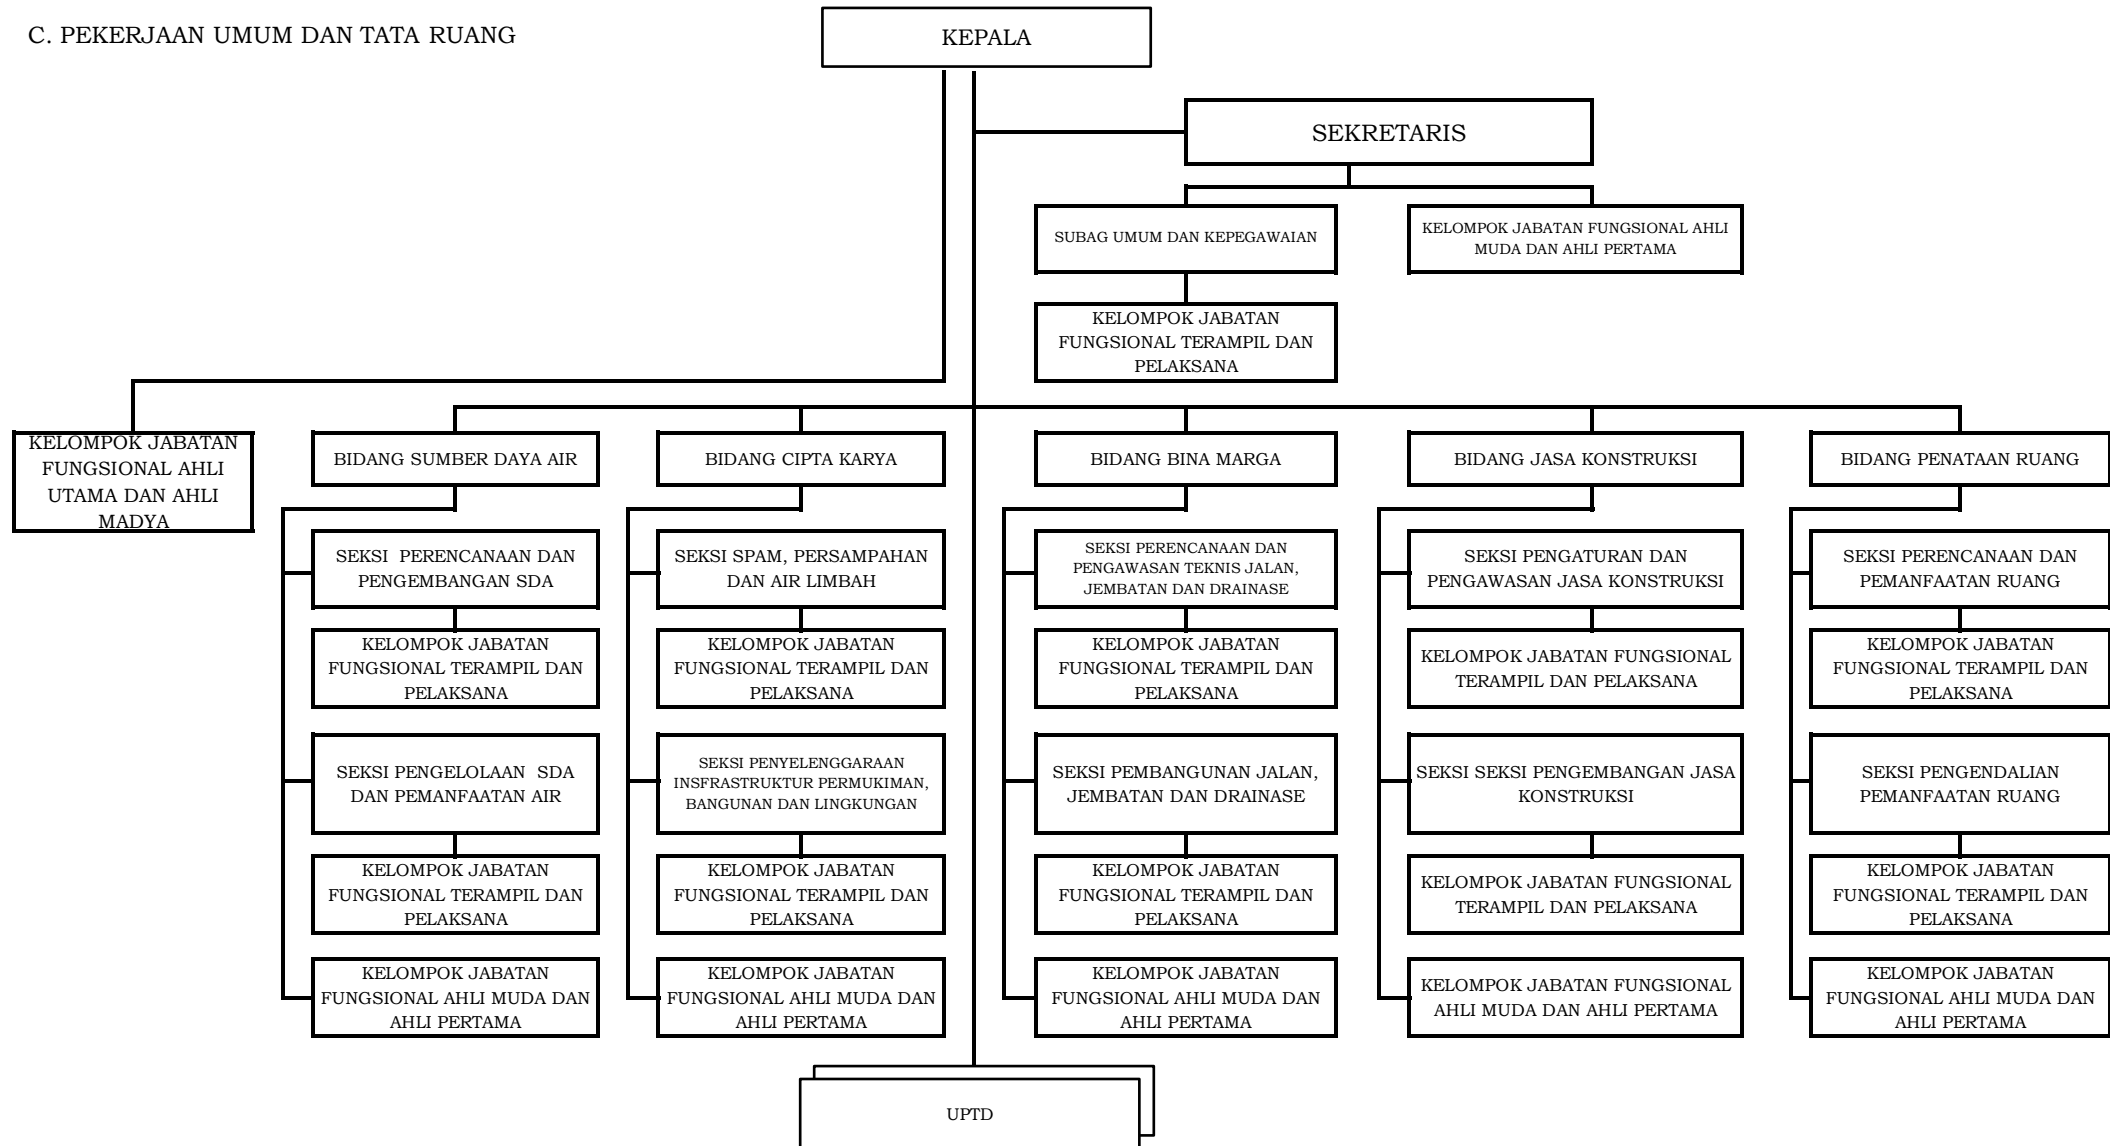 C. PEKERJAAN UMUM DAN TATA RUANG
KEPALA
SEKRETARIS
SUBAG UMUM DAN KEPEGAWAIAN
KELOMPOK JABATAN FUNGSIONAL AHLI
MUDA DAN AHLI PERTAMA
KELOMPOK JABATAN
FUNGSIONAL TERAMPIL DAN
PELAKSANA
KELOMPOK JABATAN
FUNGSIONAL AHLI
UTAMA DAN AHLI
MADYA
BIDANG SUMBER DAYA AIR
BIDANG CIPTA KARYA
BIDANG BINA MARGA
BIDANG JASA KONSTRUKSI
BIDANG PENATAAN RUANG
SEKSI PERENCANAAN DAN
PENGEMBANGAN SDA
SEKSI SPAM, PERSAMPAHAN
DAN AIR LIMBAH
SEKSI PERENCANAAN DAN
PENGAWASAN TEKNIS JALAN,
JEMBATAN DAN DRAINASE
SEKSI PENGATURAN DAN
PENGAWASAN JASA KONSTRUKSI
SEKSI PERENCANAAN DAN
PEMANFAATAN RUANG
KELOMPOK JABATAN
FUNGSIONAL TERAMPIL DAN
PELAKSANA
KELOMPOK JABATAN
FUNGSIONAL TERAMPIL DAN
PELAKSANA
KELOMPOK JABATAN
FUNGSIONAL TERAMPIL DAN
PELAKSANA
KELOMPOK JABATAN FUNGSIONAL
TERAMPIL DAN PELAKSANA
KELOMPOK JABATAN
FUNGSIONAL TERAMPIL DAN
PELAKSANA
SEKSI PENGELOLAAN SDA
DAN PEMANFAATAN AIR
SEKSI PENYELENGGARAAN
INSFRASTRUKTUR PERMUKIMAN,
BANGUNAN DAN LINGKUNGAN
SEKSI PEMBANGUNAN JALAN,
JEMBATAN DAN DRAINASE
SEKSI SEKSI PENGEMBANGAN JASA
KONSTRUKSI
SEKSI PENGENDALIAN
PEMANFAATAN RUANG
KELOMPOK JABATAN
FUNGSIONAL TERAMPIL DAN
PELAKSANA
KELOMPOK JABATAN
FUNGSIONAL TERAMPIL DAN
PELAKSANA
KELOMPOK JABATAN
FUNGSIONAL TERAMPIL DAN
PELAKSANA
KELOMPOK JABATAN FUNGSIONAL
TERAMPIL DAN PELAKSANA
KELOMPOK JABATAN
FUNGSIONAL TERAMPIL DAN
PELAKSANA
KELOMPOK JABATAN
FUNGSIONAL AHLI MUDA DAN
AHLI PERTAMA
KELOMPOK JABATAN
FUNGSIONAL AHLI MUDA DAN
AHLI PERTAMA
KELOMPOK JABATAN
FUNGSIONAL AHLI MUDA DAN
AHLI PERTAMA
KELOMPOK JABATAN FUNGSIONAL
AHLI MUDA DAN AHLI PERTAMA
KELOMPOK JABATAN
FUNGSIONAL AHLI MUDA DAN
AHLI PERTAMA
UPTD